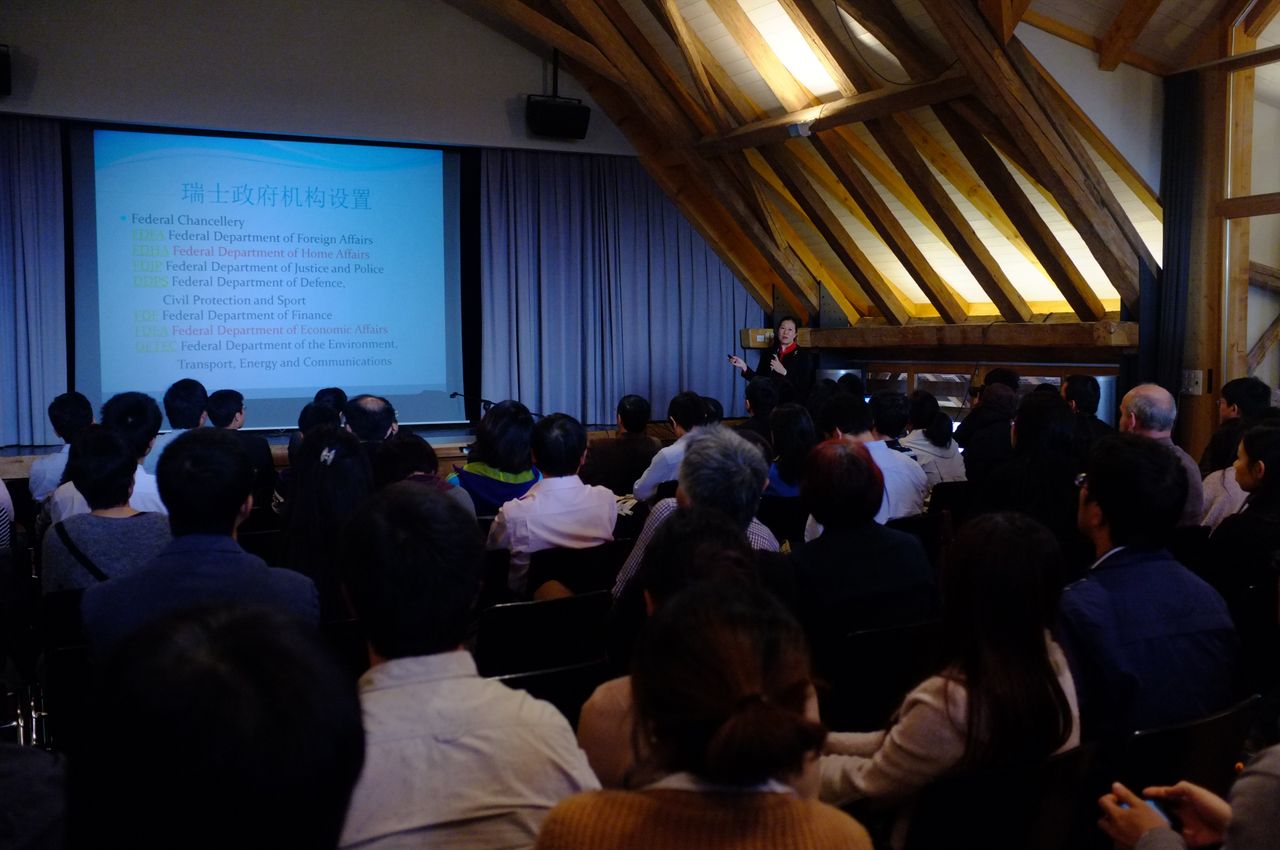 瑞士政府机构设置
Federal Chancellery
FDFA Federal Department of Foreign Affairs
FDHA Federal Department of Home Affairs
FDJP Federal Department of Justice and Police
DDPS Federal Department of Defence,
Civil Protection and Sport
FDF Federal Department of Finance
FDEA Federal Department of Economic Affairs
DETEC Federal Department of the Environment,
Transport, Energy and Communications